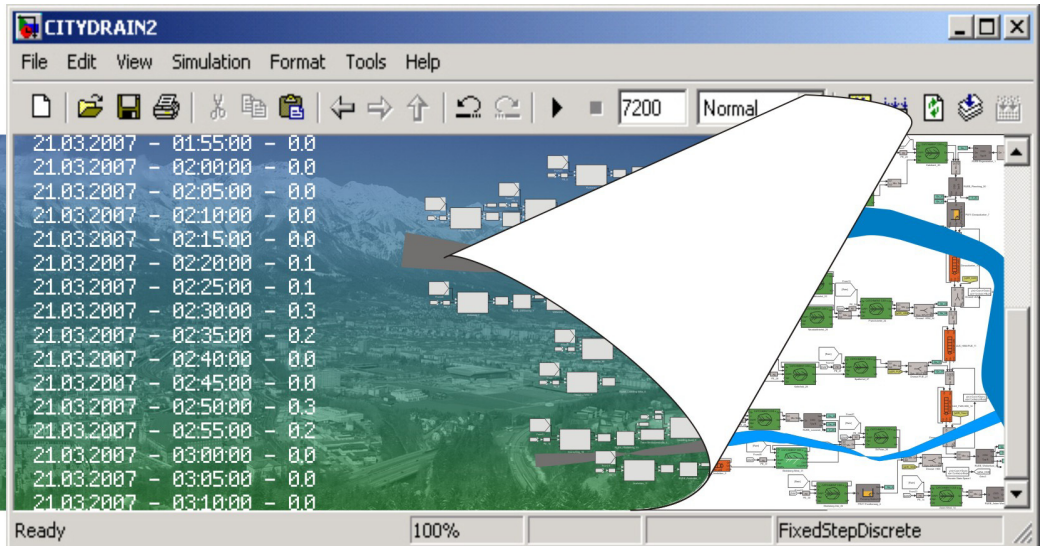 CITYDRAIN2
File Edit View Simulation Format Tools Help
7200 Normal
21.03.2007 - 01:55:00 - 0.0
21.03.2007 - 02:00:00 - 0.0
21.03.2007 - 02:05:00 - 0.0
21.03.2007 - 02:10:00 - 0.0
21.03.2007 - 02:15:00 - 0.0
21.03.2007 - 02:20:00 - 0.1
21.03.2007 - 02:25:00 - 0.1
21.03.2007 - 02:30:00 - 0.3
21.03.2007 - 02:35:00 - 0.2
21.03.2007 - 02:40:00 - 0.0
21.03.2007 - 02:45:00 - 0.0
21.03.2007 - 02:50:00 - 0.3
21.03.2007 - 02:55:00 - 0.2
21.03.2007 - 03:00:00 - 0.0
21.03.2007 - 03:05:00 - 0.0
21.03.2007 - 03:10:00 - 0.0
Ready 100% FixedStepDiscrete